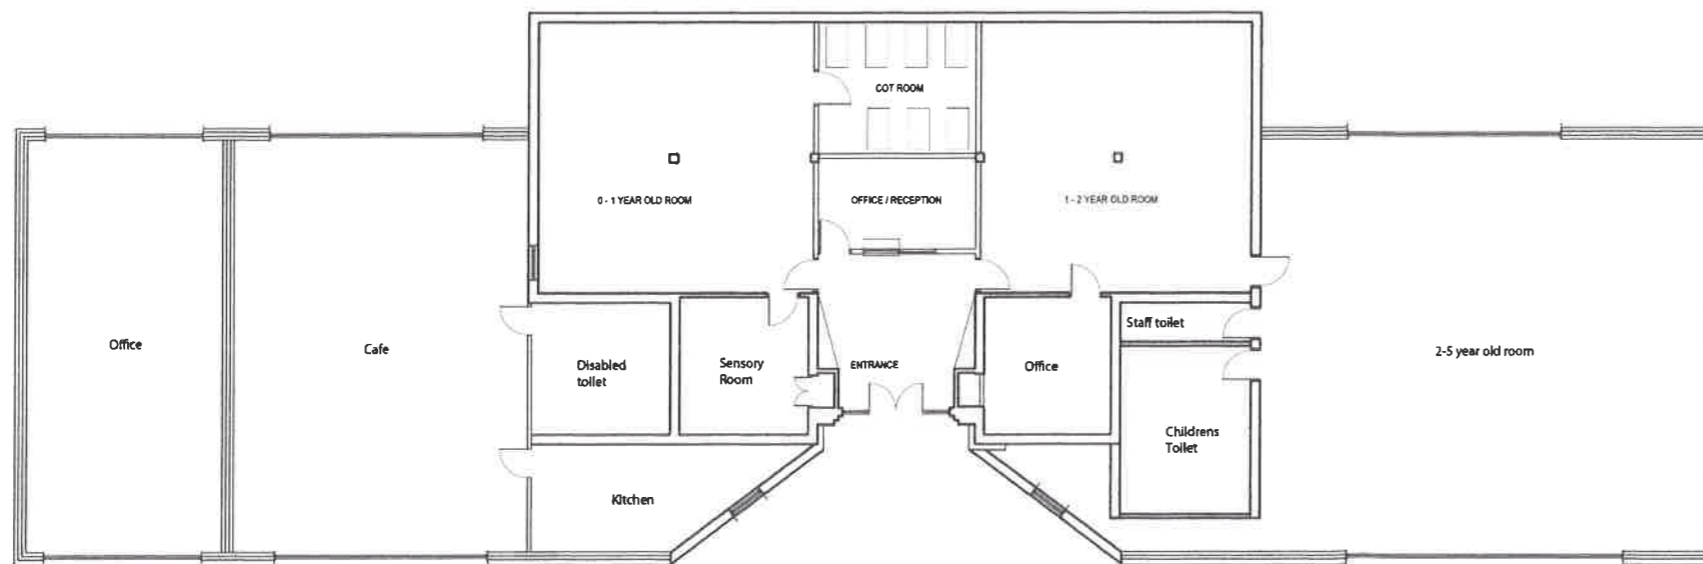 COT ROOM
0 - 1 YEAR OLD ROOM
OFFICE / RECEPTION
1 - 2 YEAR OLD ROOM
Office
Cafe
Disabled
toilet
Sensory
Room
ENTRANCE
Office
Staff toilet
2-5 year old room
Childrens
Toilet
Kitchen